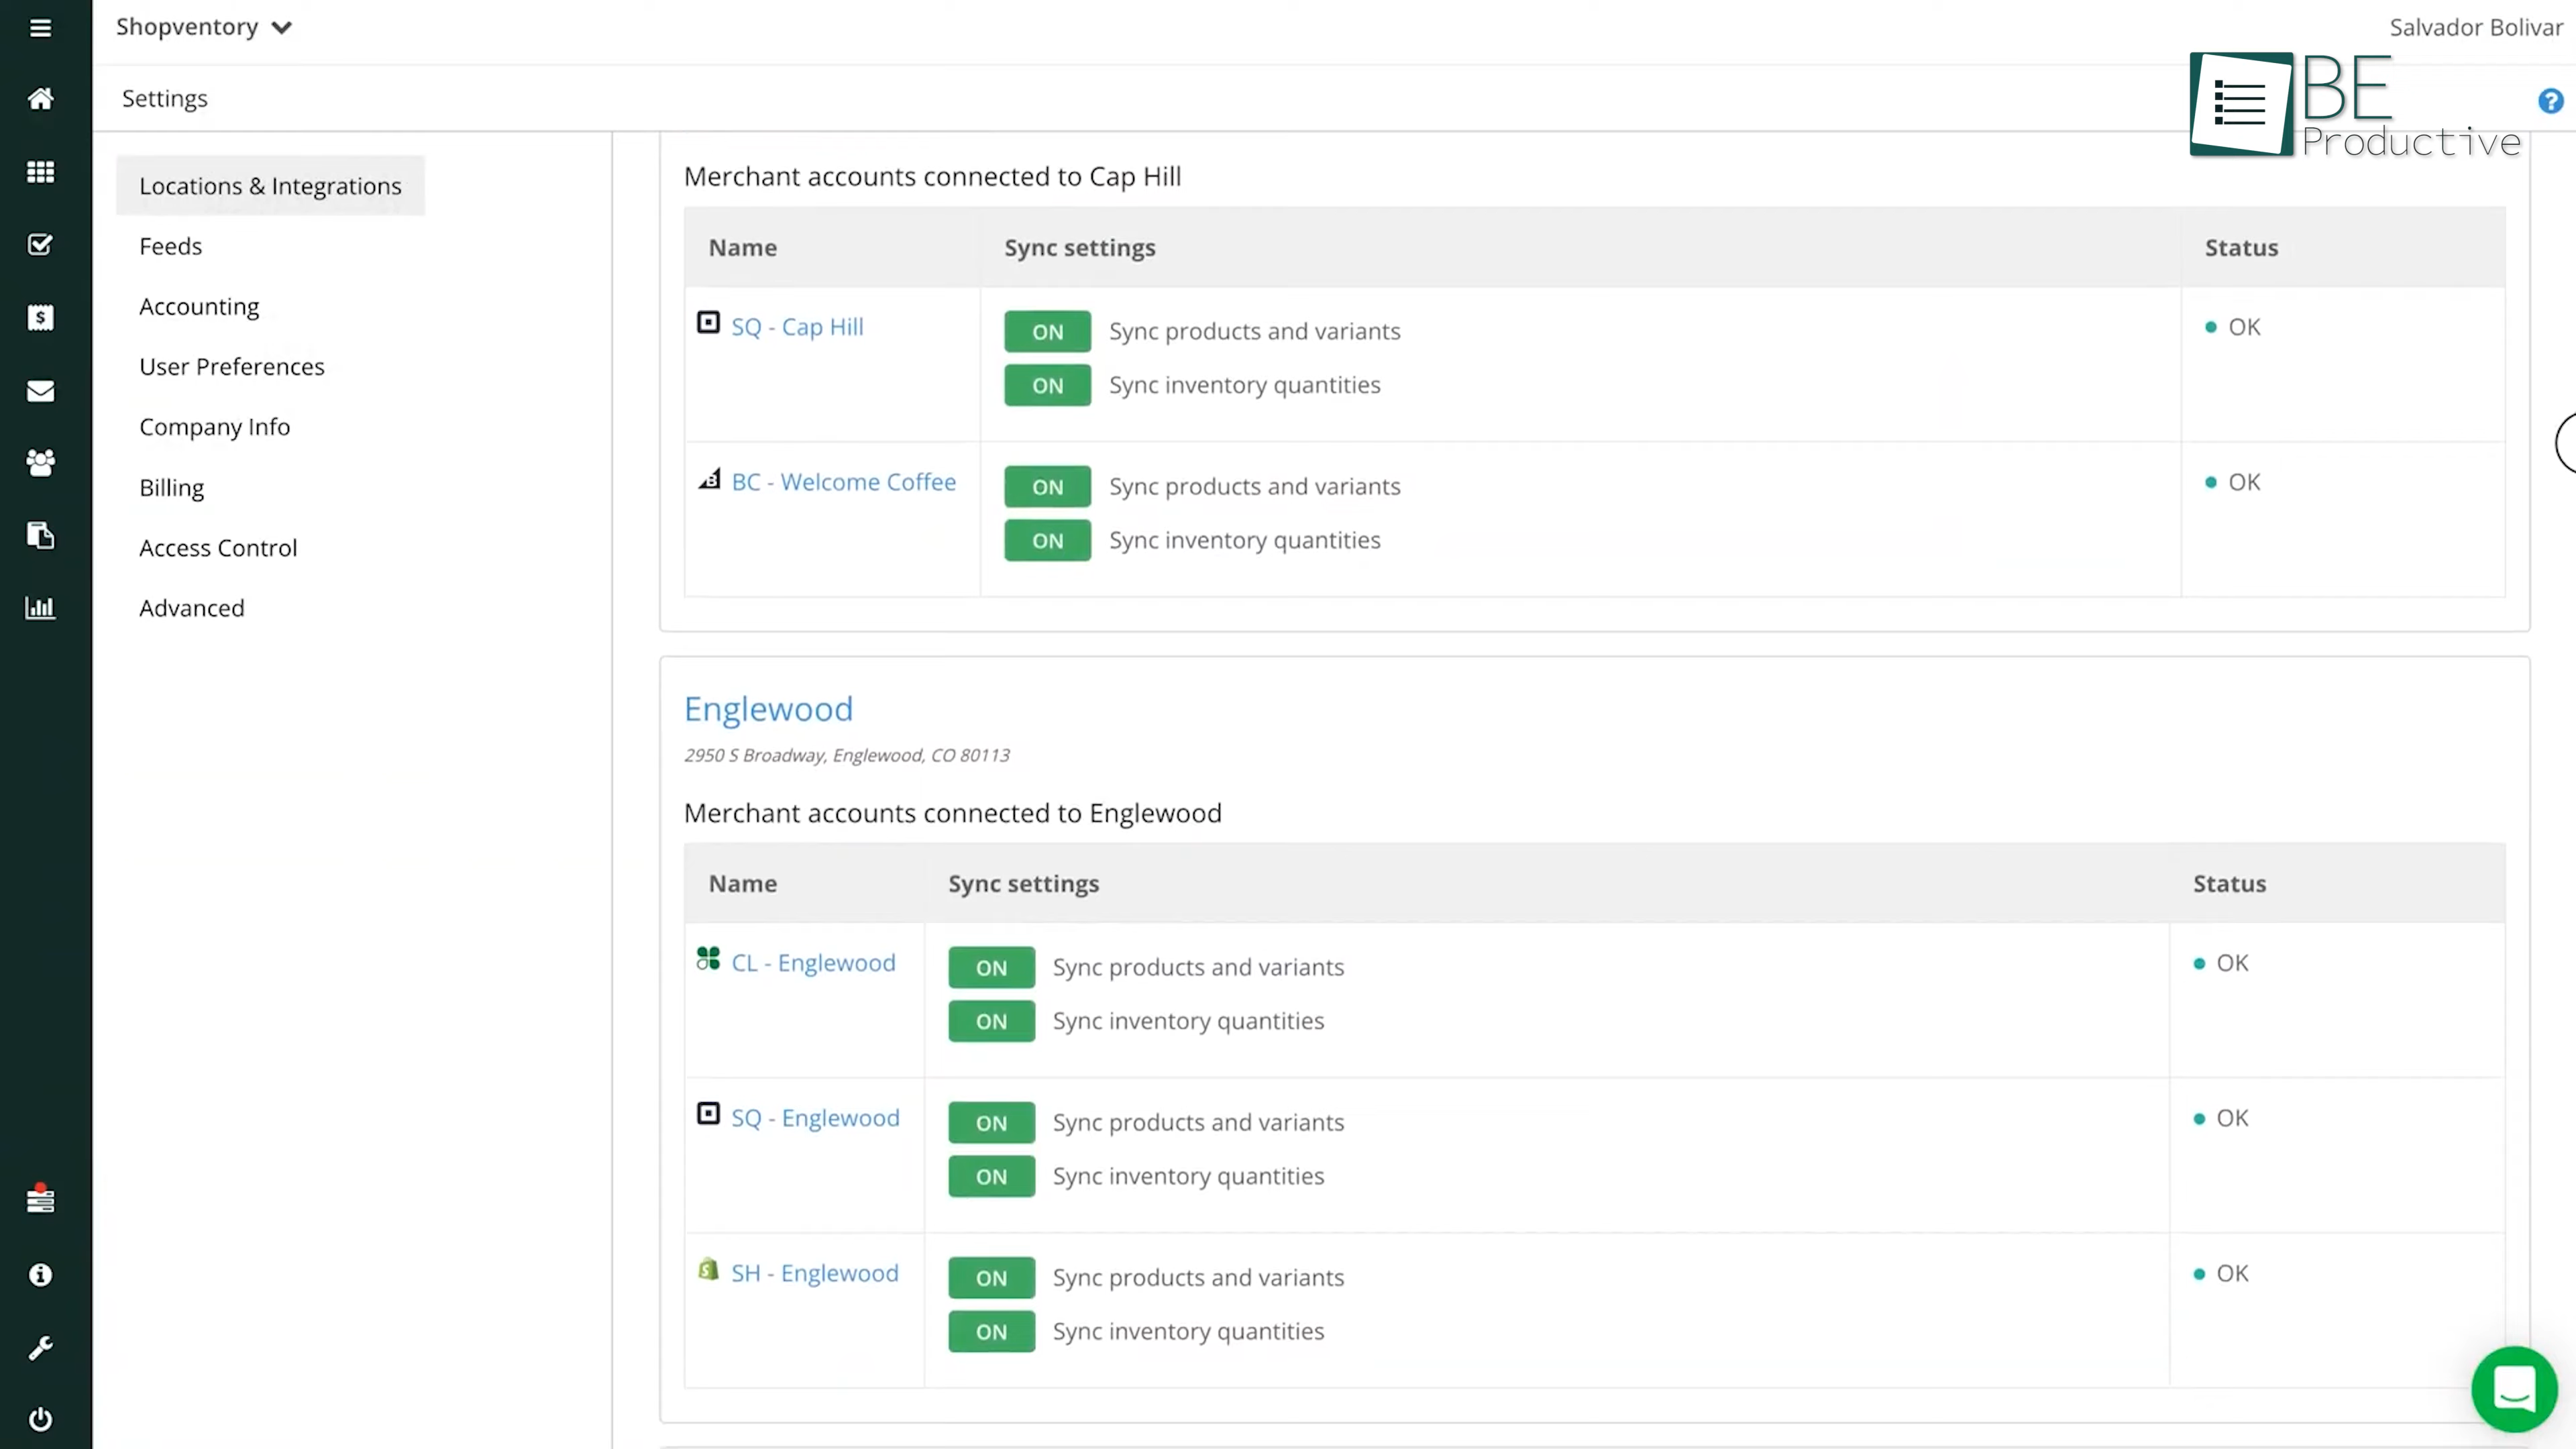 Shopventory
Salvador Bolivar
BE
Productive
Settings
Locations & Integrations
Feeds
Accounting
User Preferences
Company Info
Billing
Access Control
Advanced
Merchant accounts connected to Cap Hill
Name Sync settings Status
SQ - Cap Hill ON Sync products and variants OK
ON Sync inventory quantities
BC - Welcome Coffee ON Sync products and variants OK
ON Sync inventory quantities
Englewood
2950 S Broadway, Englewood, CO 80113
Merchant accounts connected to Englewood
Name Sync settings Status
CL - Englewood ON Sync products and variants OK
ON Sync inventory quantities
SQ - Englewood ON Sync products and variants OK
ON Sync inventory quantities
SH - Englewood ON Sync products and variants OK
ON Sync inventory quantities